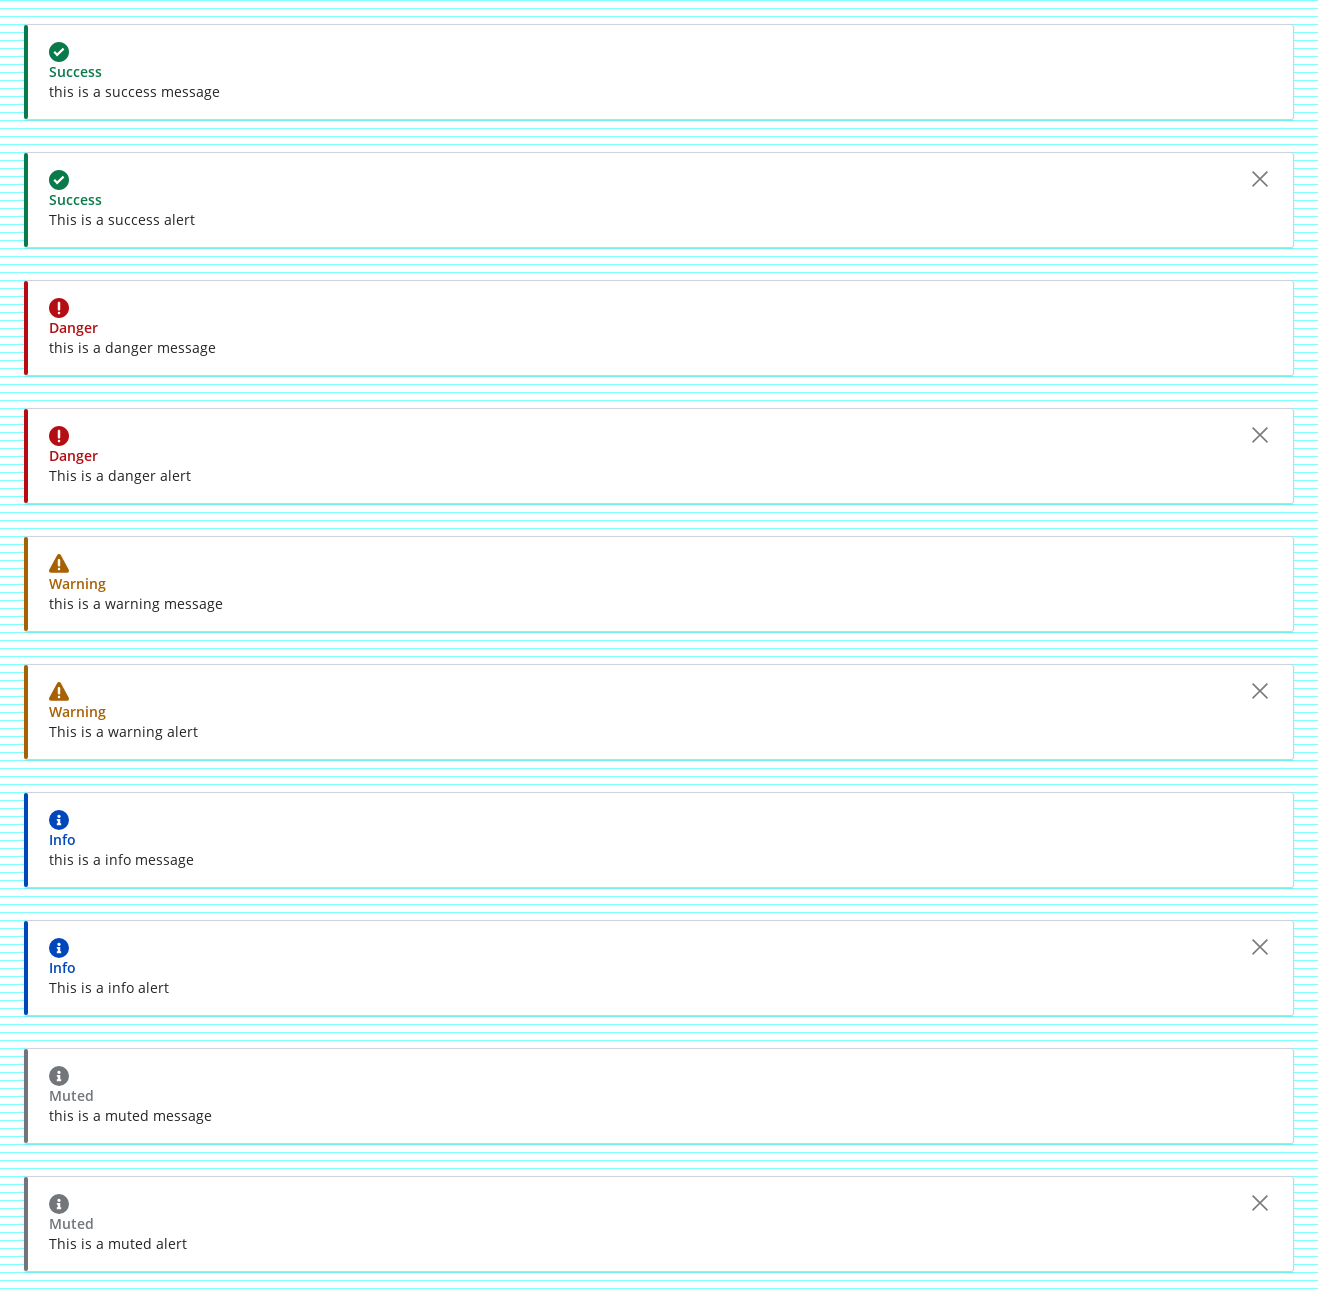 Success
this is a success message
Success
This is a success alert
Danger
this is a danger message
Danger
This is a danger alert
Warning
this is a warning message
Warning
This is a warning alert
Info
this is a info message
Info
This is a info alert
Muted
this is a muted message
Muted
This is a muted alert